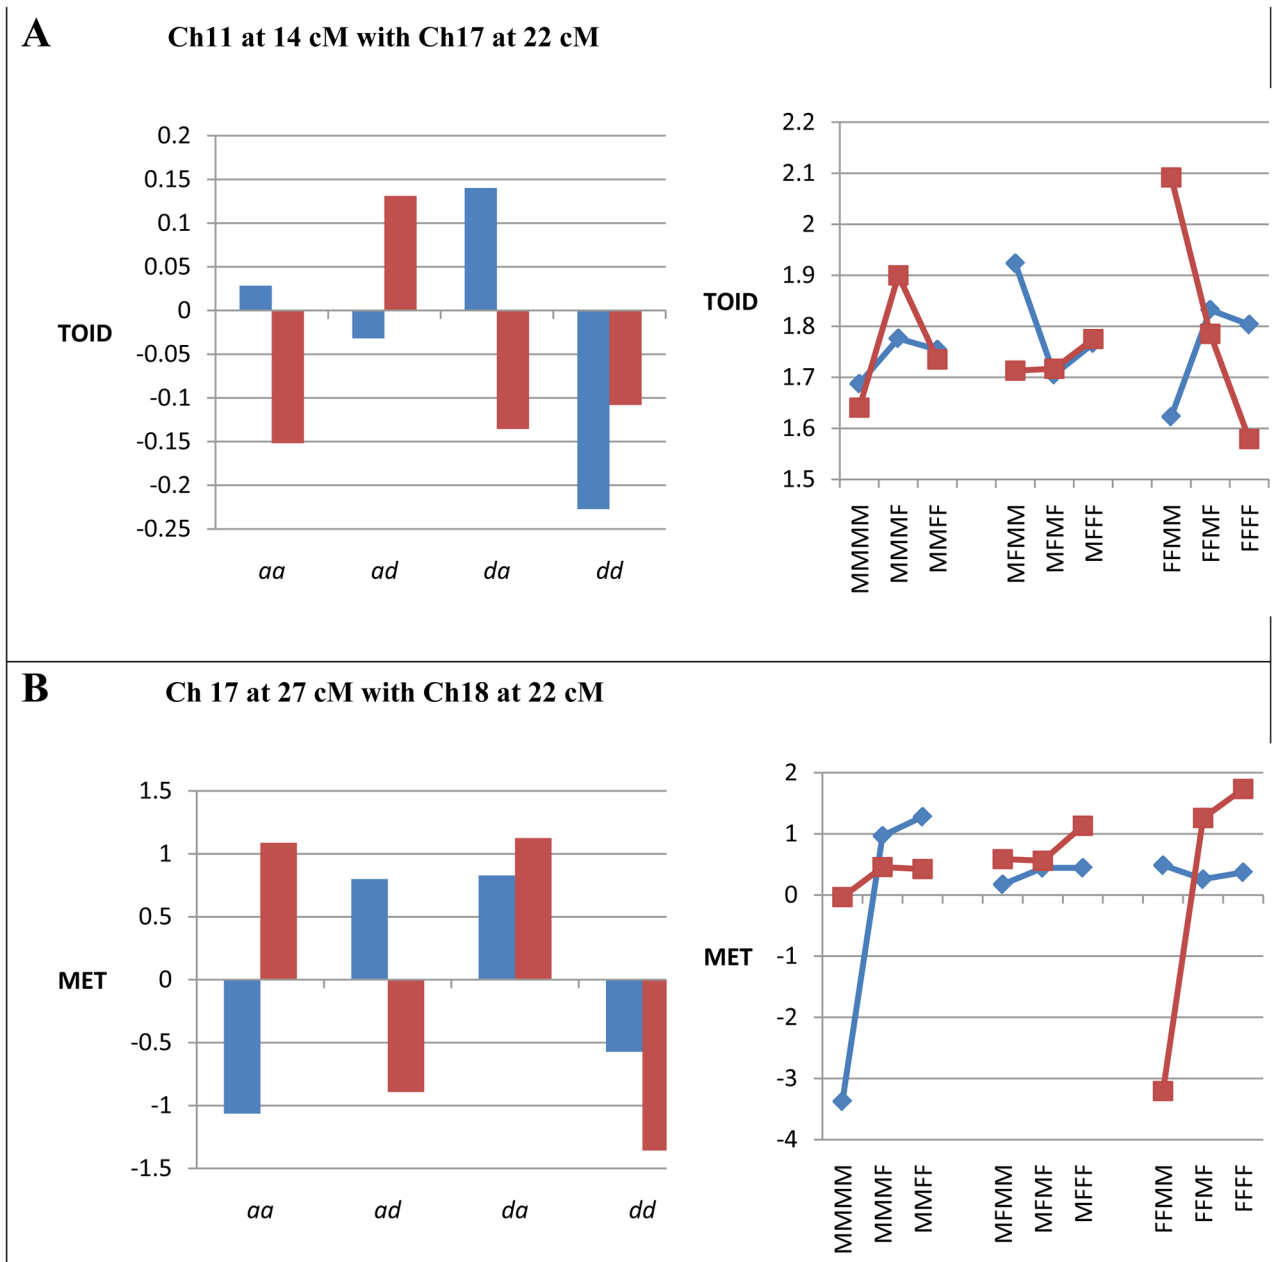 A
Ch11 at 14 cM with Ch17 at 22 cM
0.2
0.15
0.1
0.05
0
-0.05
-0.1
-0.15
-0.2
-0.25
TOID
aa ad da dd
2.2
2.1
2
1.9
1.8
1.7
1.6
1.5
TOID
MMMM
MMMF
MMFF
MFMM
MFMF
MFFF
FFMM
FFMF
FFFF
B
Ch 17 at 27 cM with Ch18 at 22 cM
1.5
1
0.5
0
-0.5
-1
-1.5
MET
aa ad da dd
2
1
0
-1
-2
-3
-4
MET
MMMM
MMMF
MMFF
MFMM
MFMF
MFFF
FFMM
FFMF
FFFF